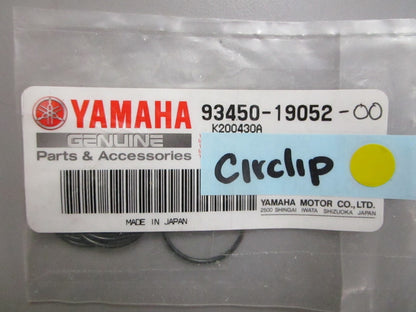 YAMAHA 93450-19052-00
GENUINE K200430A
Parts & Accessories
Circlip
YAMAHA MOTOR CO., LTD.
MADE IN JAPAN 2500 SHINGAI IWATA SHIZUOKA JAPAN